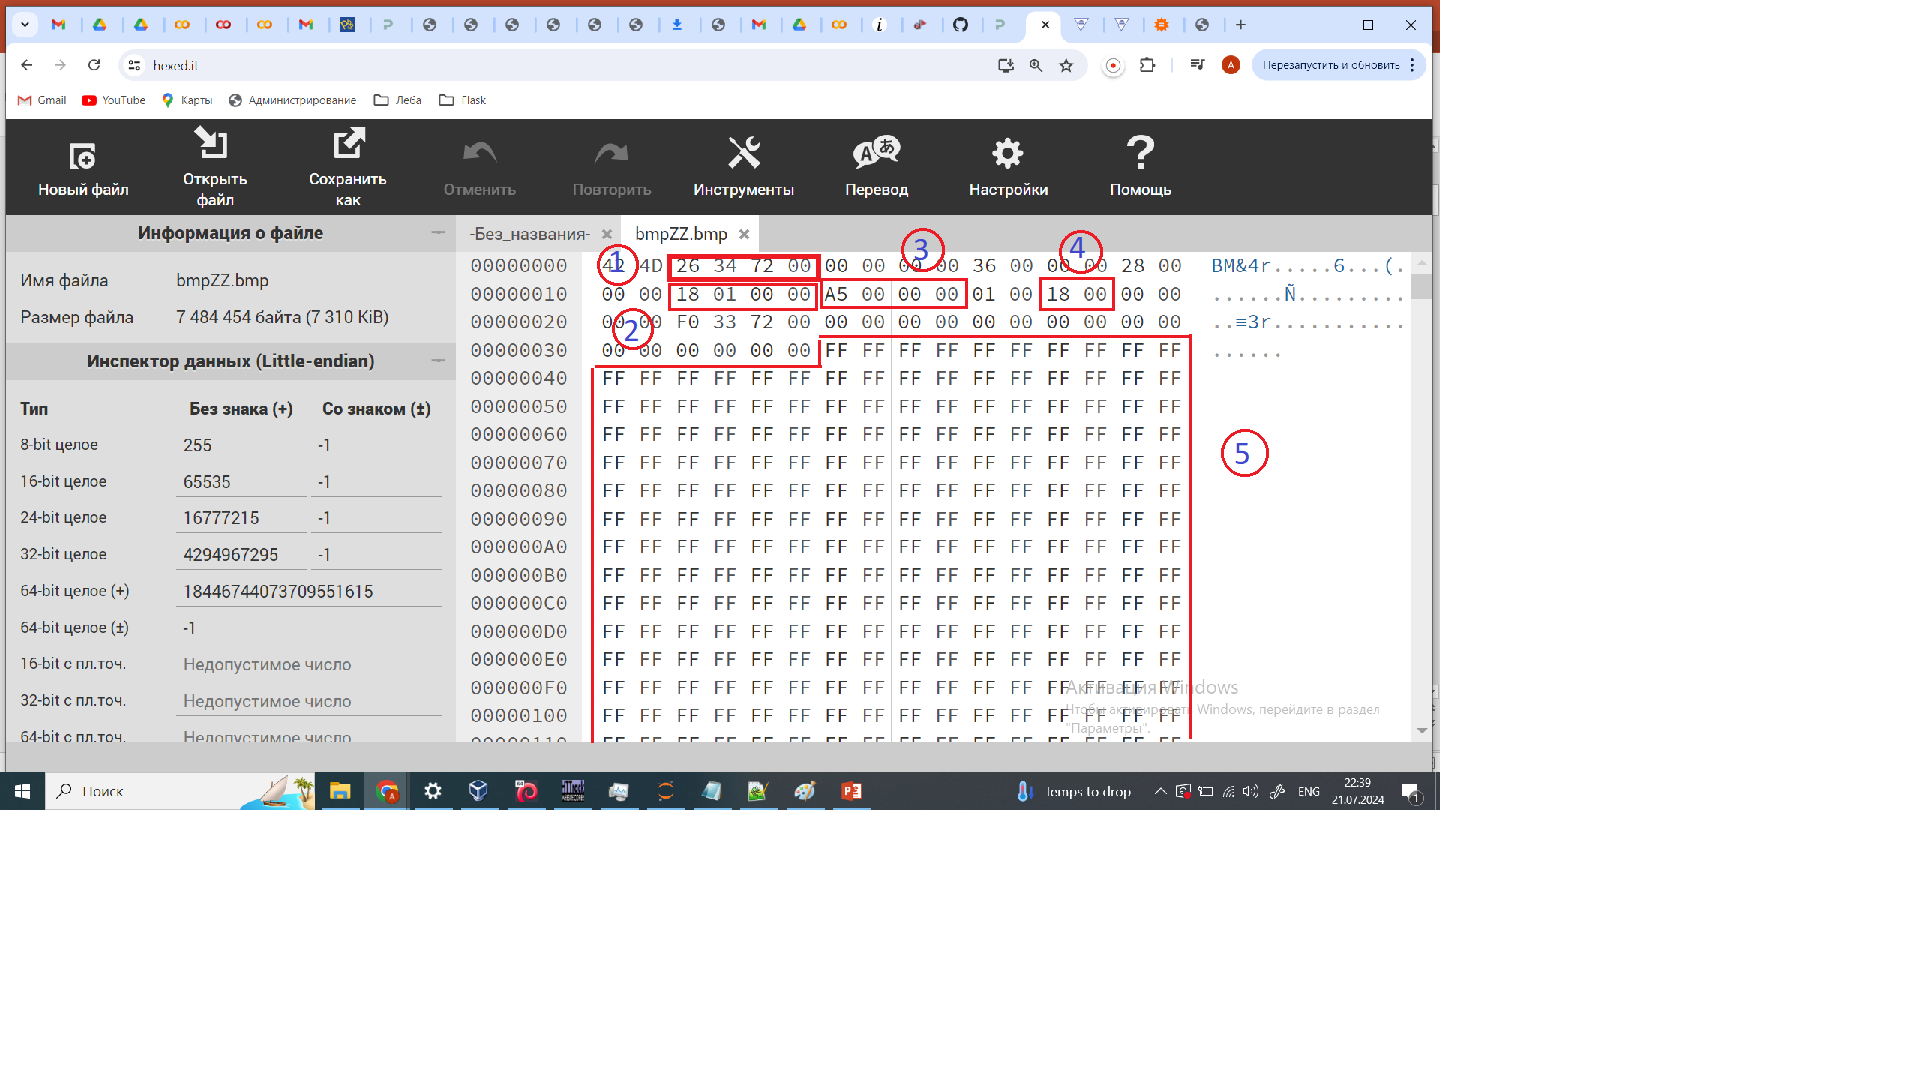 hexed.it
Перезапустить и обновить
Gmail YouTube Карты Администрирование Леба Flask
Новый файл
Открыть файл
Сохранить как
Отменить
Повторить
Инструменты
Перевод
Настройки
Помощь
Информация о файле
Имя файла bmpZZ.bmp
Размер файла 7 484 454 байта (7 310 KiB)
Инспектор данных (Little-endian)
Тип Без знака (+) Со знаком (±)
8-bit целое 255 -1
16-bit целое 65535 -1
24-bit целое 16777215 -1
32-bit целое 4294967295 -1
64-bit целое (+) 18446744073709551615
64-bit целое (±) -1
16-bit с пл.точ. Недопустимое число
32-bit с пл.точ. Недопустимое число
64-bit с пл.точ. Недопустимое число
-Без_названия- bmpZZ.bmp
1
2
3
4
5
00000000 42 4D 26 34 72 00 00 00 00 00 36 00 00 00 28 00 BM&4r.....6...(.
00000010 00 00 18 01 00 00 A5 00 00 00 01 00 18 00 00 00 ......Ñ.........
00000020 00 00 F0 33 72 00 00 00 00 00 00 00 00 00 00 00 ..≡3r...........
00000030 00 00 00 00 00 00 FF FF FF FF FF FF FF FF FF FF ......
00000040 FF FF FF FF FF FF FF FF FF FF FF FF FF FF FF FF
00000050 FF FF FF FF FF FF FF FF FF FF FF FF FF FF FF FF
00000060 FF FF FF FF FF FF FF FF FF FF FF FF FF FF FF FF
00000070 FF FF FF FF FF FF FF FF FF FF FF FF FF FF FF FF
00000080 FF FF FF FF FF FF FF FF FF FF FF FF FF FF FF FF
00000090 FF FF FF FF FF FF FF FF FF FF FF FF FF FF FF FF
000000A0 FF FF FF FF FF FF FF FF FF FF FF FF FF FF FF FF
000000B0 FF FF FF FF FF FF FF FF FF FF FF FF FF FF FF FF
000000C0 FF FF FF FF FF FF FF FF FF FF FF FF FF FF FF FF
000000D0 FF FF FF FF FF FF FF FF FF FF FF FF FF FF FF FF
000000E0 FF FF FF FF FF FF FF FF FF FF FF FF FF FF FF FF
000000F0 FF FF FF FF FF FF FF FF FF FF FF FF FF FF FF FF
00000100 FF FF FF FF FF FF FF FF FF FF FF FF FF FF FF FF
00000110 FF FF FF FF FF FF FF FF FF FF FF FF FF FF FF FF
Активация Windows
Чтобы активировать Windows, перейдите в раздел
"Параметры".
Поиск
Temps to drop
ENG
22:39
21.07.2024
1